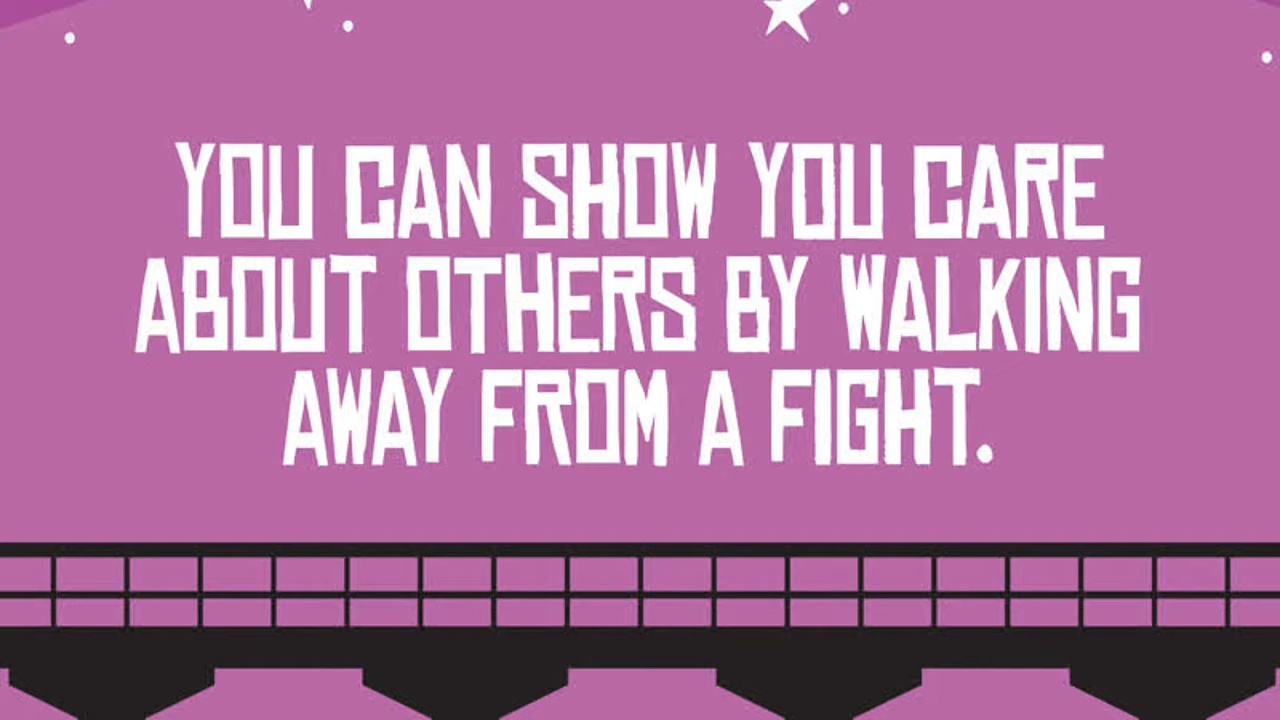 YOU CAN SHOW YOU CARE
ABOUT OTHERS BY WALKING
AWAY FROM A FIGHT.